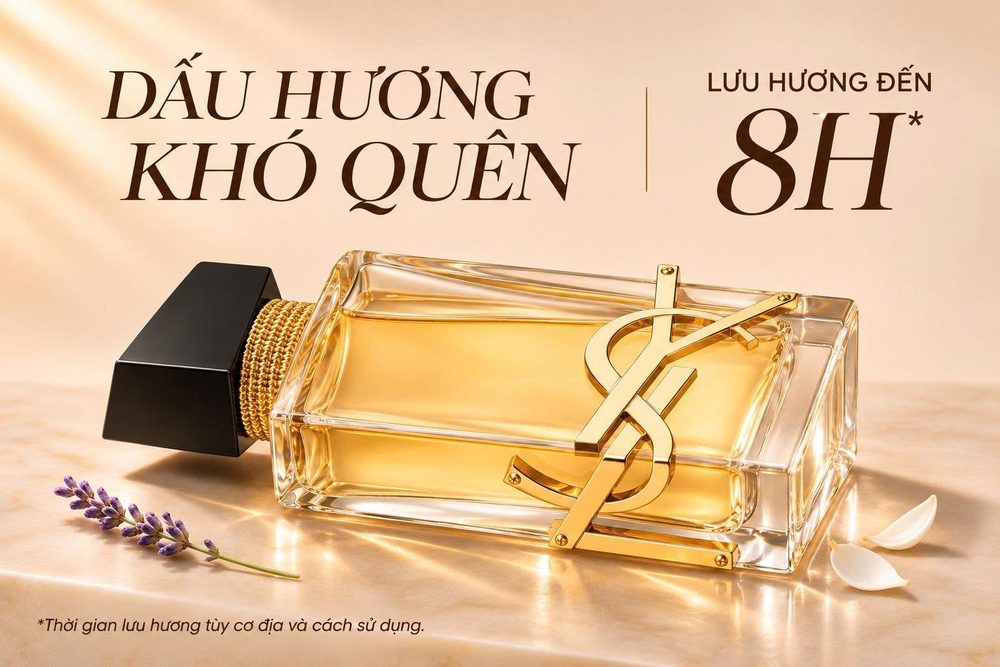 DẤU HƯƠNG
KHÓ QUÊN
LƯU HƯƠNG ĐẾN
8H*
YSL
*Thời gian lưu hương tùy cơ địa và cách sử dụng.